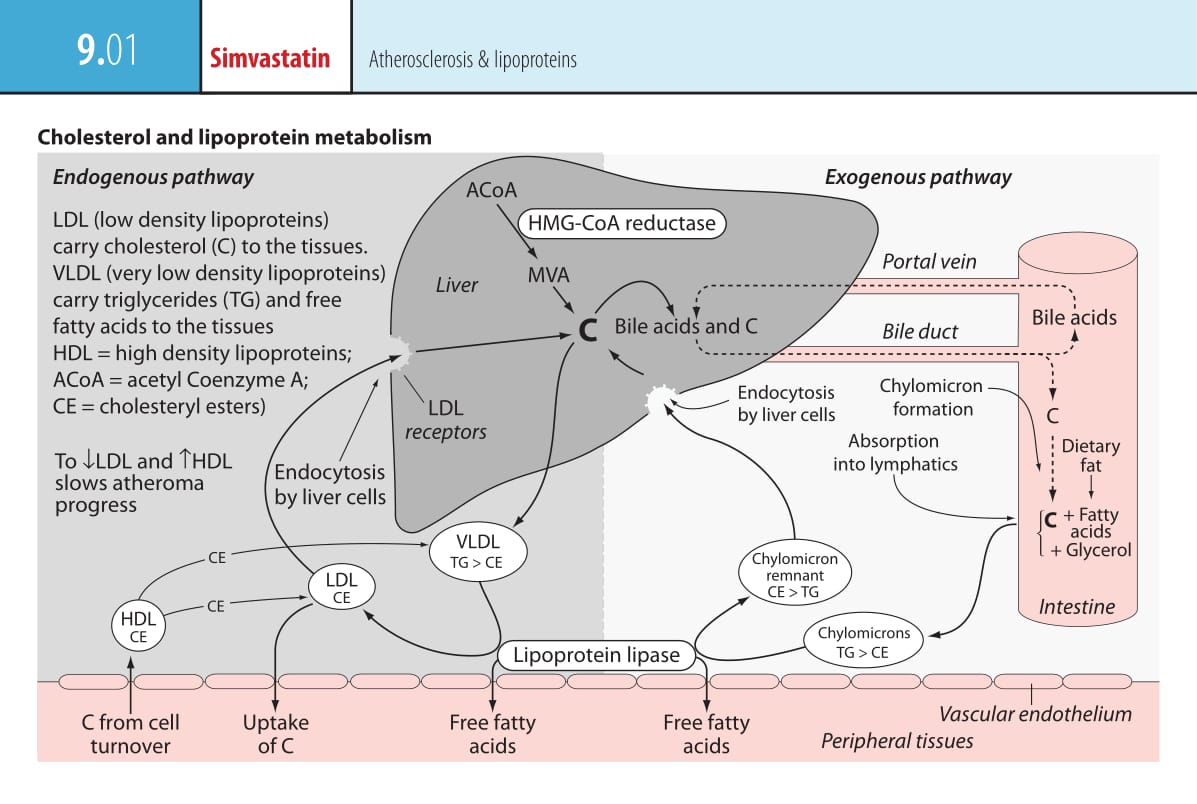 9.01
Simvastatin
Atherosclerosis & lipoproteins
Cholesterol and lipoprotein metabolism
Endogenous pathway
LDL (low density lipoproteins)
carry cholesterol (C) to the tissues.
VLDL (very low density lipoproteins)
carry triglycerides (TG) and free
fatty acids to the tissues
HDL = high density lipoproteins;
ACoA = acetyl Coenzyme A;
CE = cholesteryl esters)
To ↓LDL and ↑HDL
slows atheroma
progress
ACoA
HMG-CoA reductase
MVA
Liver
C
Bile acids and C
LDL
receptors
Endocytosis
by liver cells
Exogenous pathway
Portal vein
Bile duct
Bile acids
Endocytosis
by liver cells
Chylomicron
formation
Absorption
into lymphatics
C
Dietary
fat
C + Fatty
acids
+ Glycerol
Intestine
VLDL
TG > CE
CE
LDL
CE
CE
HDL
CE
Chylomicron
remnant
CE > TG
Chylomicrons
TG > CE
Lipoprotein lipase
C from cell
turnover
Uptake
of C
Free fatty
acids
Free fatty
acids
Vascular endothelium
Peripheral tissues